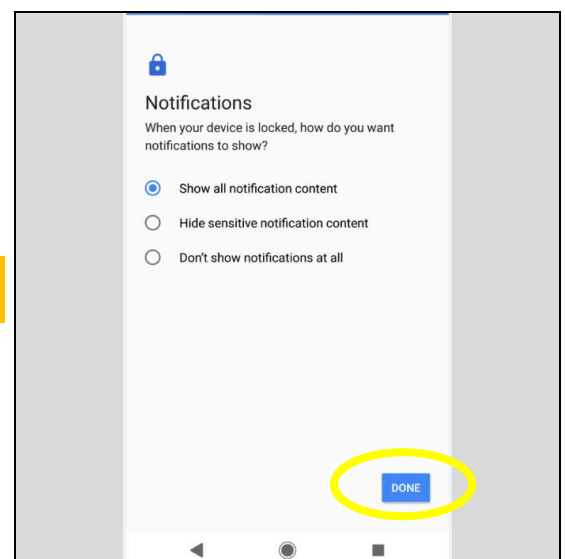 Notifications
When your device is locked, how do you want
notifications to show?
Show all notification content
Hide sensitive notification content
Don't show notifications at all
DONE